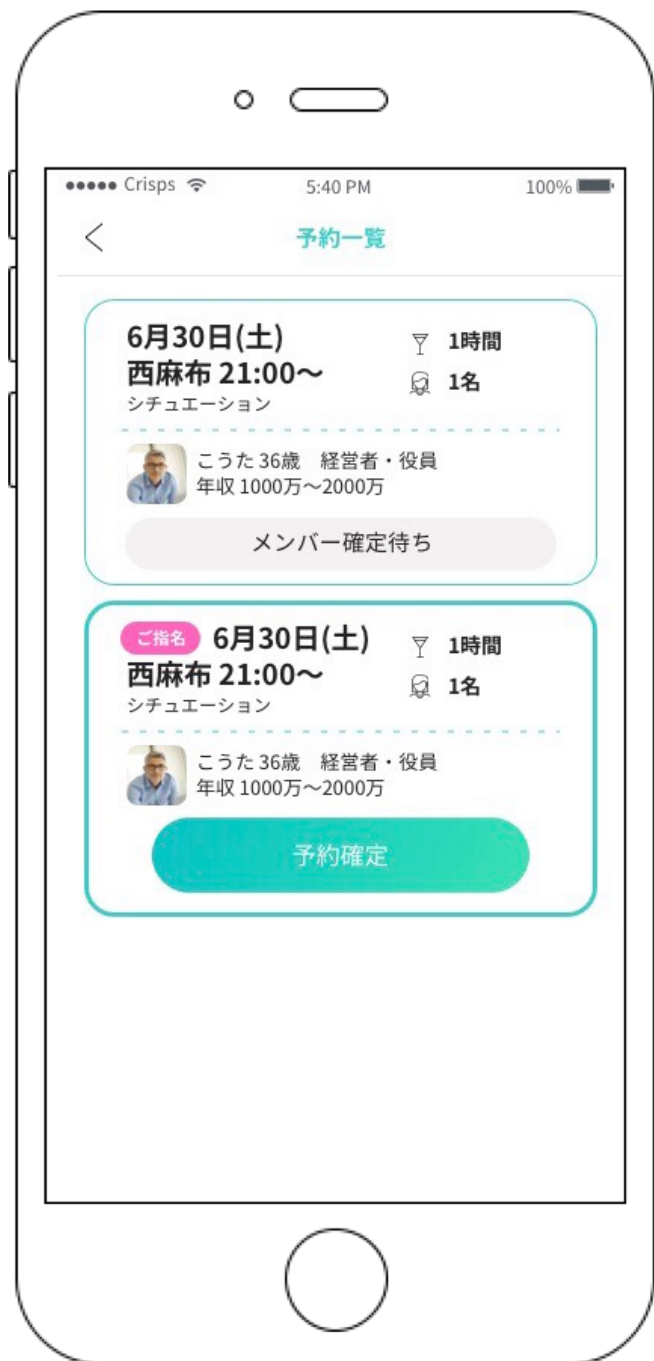 Crisps 5:40 PM 100%
予約一覧
6月30日(土) 1時間
西麻布 21:00〜 1名
シチュエーション
こうた 36歳　経営者・役員
年収 1000万〜2000万
メンバー確定待ち
ご指名 6月30日(土) 1時間
西麻布 21:00〜 1名
シチュエーション
こうた 36歳　経営者・役員
年収 1000万〜2000万
予約確定